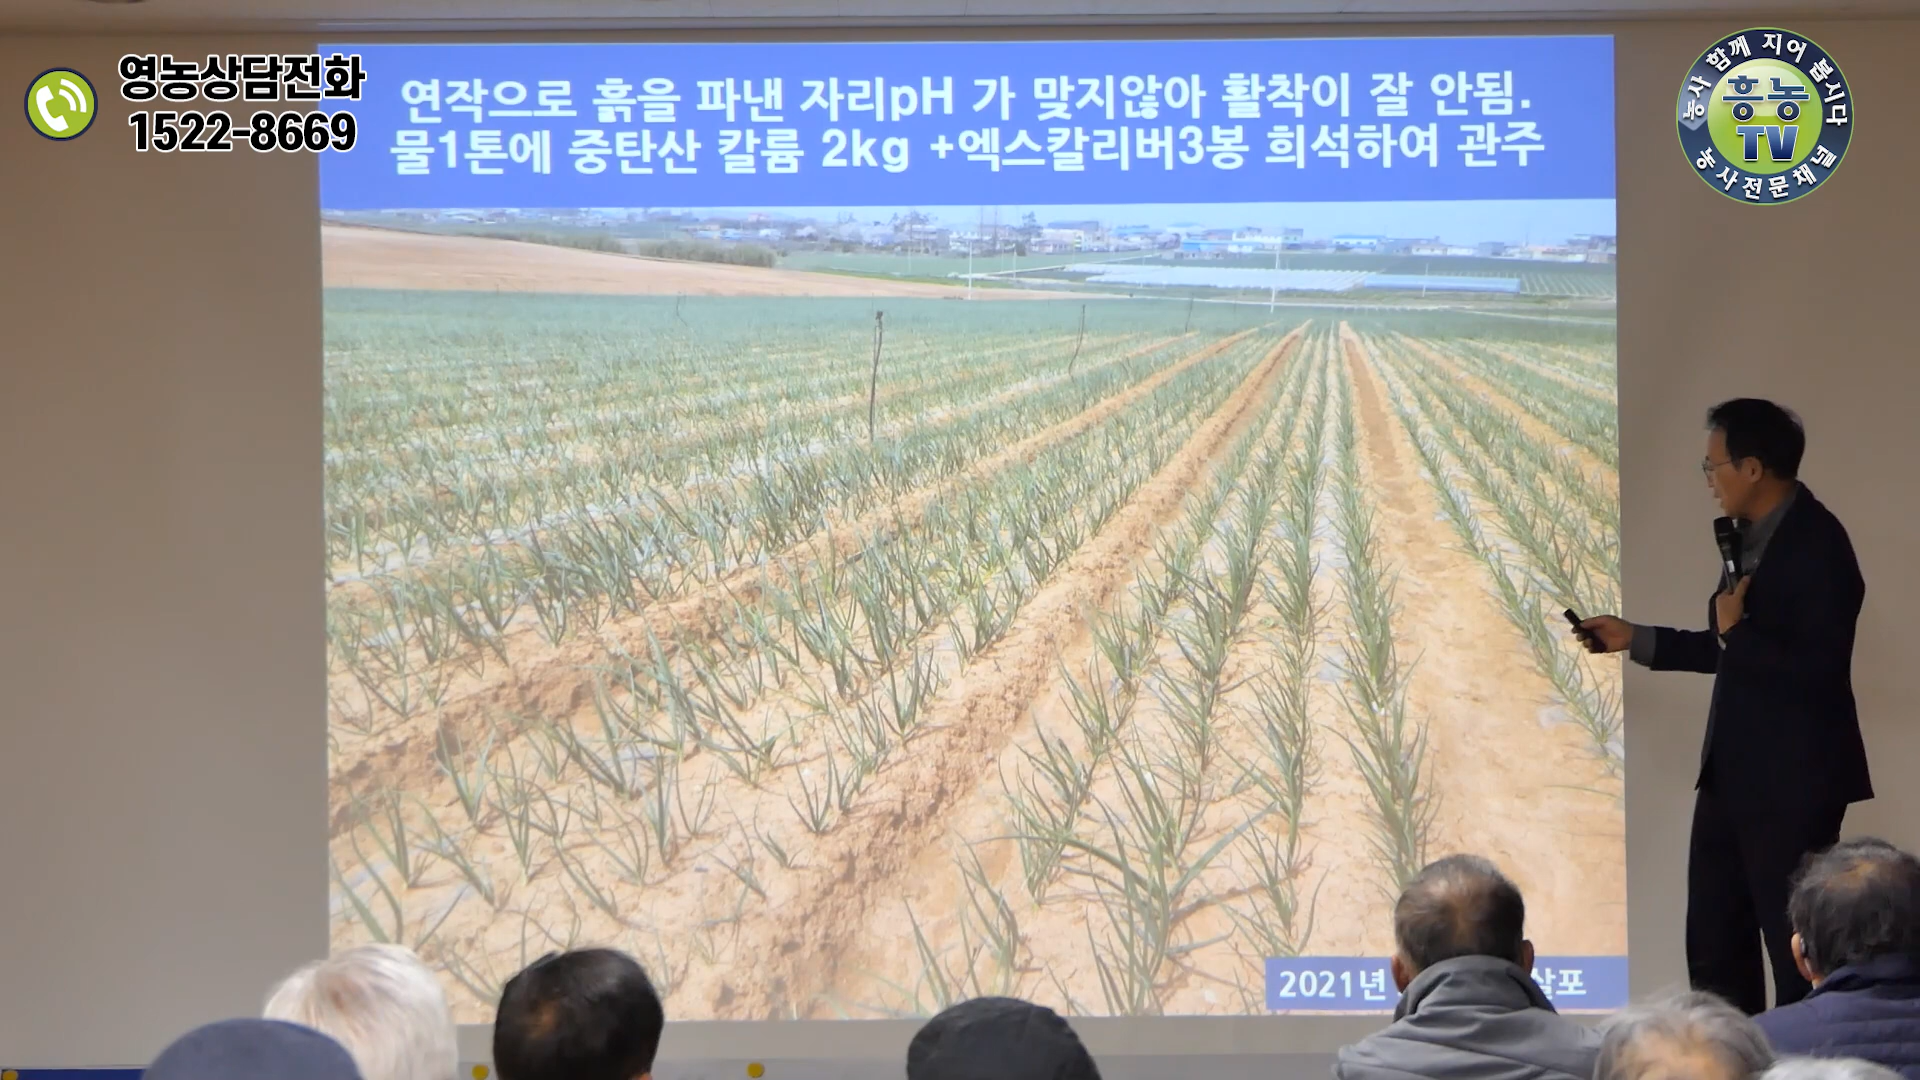 영농상담전화
1522-8669
연작으로 흙을 파낸 자리pH 가 맞지않아 활착이 잘 안됨.
물1톤에 중탄산 칼륨 2kg +엑스칼리버3봉 희석하여 관주
농사 함께 지어 봅시다
흥농
TV
농사전문채널
2021년
살포